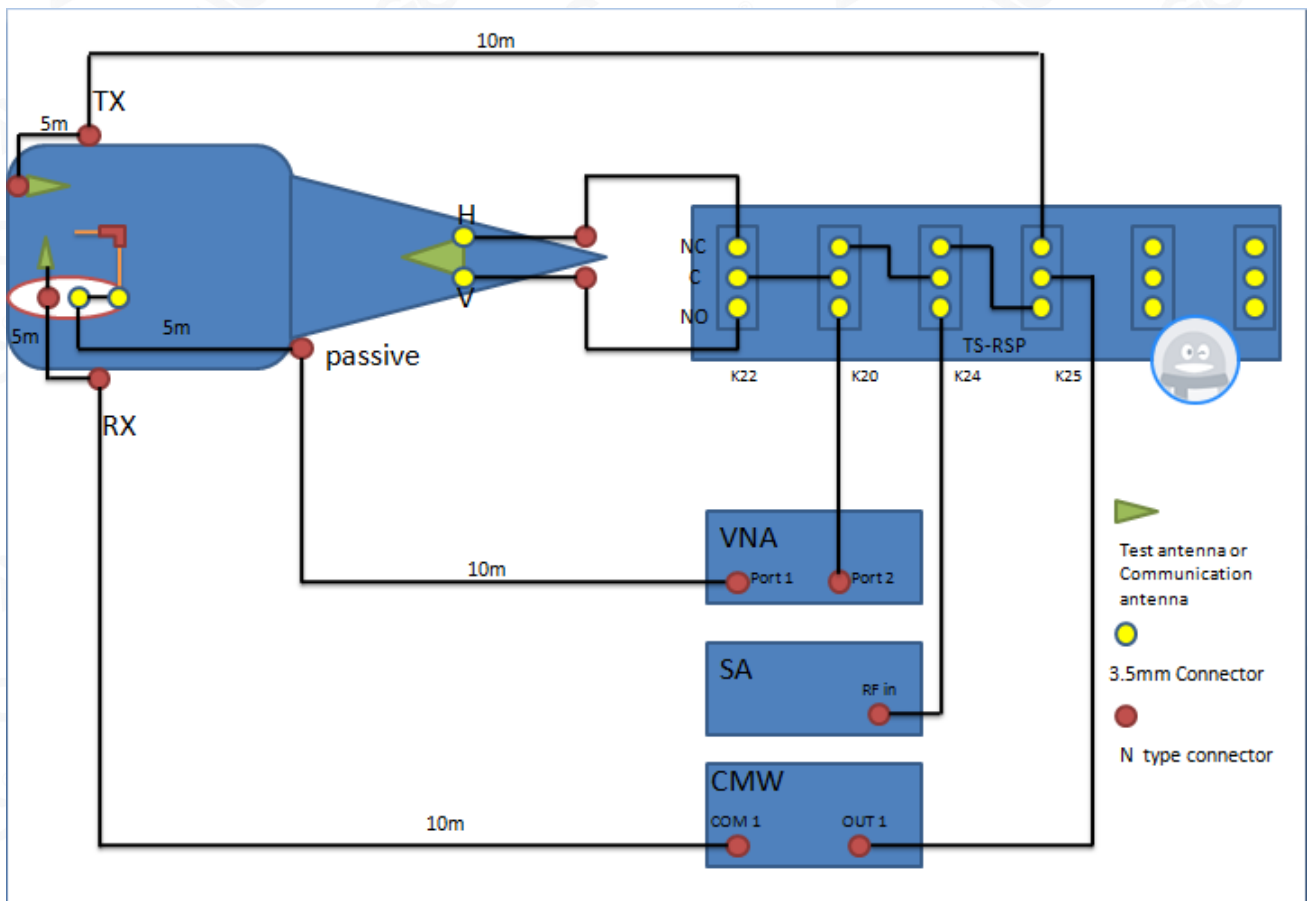 10m
TX
5m
H
NC
C
V
NO
5m
5m
TS-RSP
passive
K22
K20
K24
K25
RX
VNA
Port 1
Port 2
10m
Test antenna or
Communication
antenna
SA
RF in
3.5mm Connector
N type connector
CMW
COM 1
OUT 1
10m